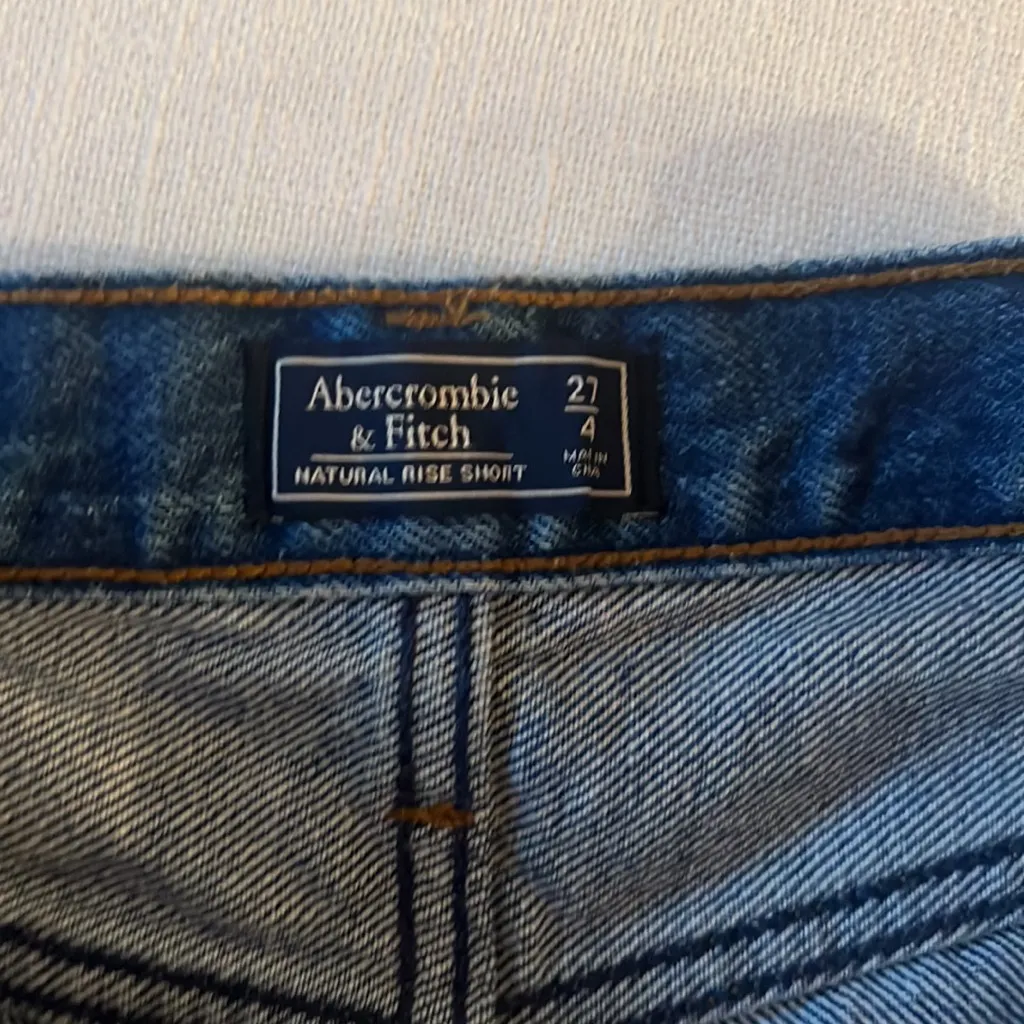 Abercrombie
& Fitch
NATURAL RISE SHORT
27
4